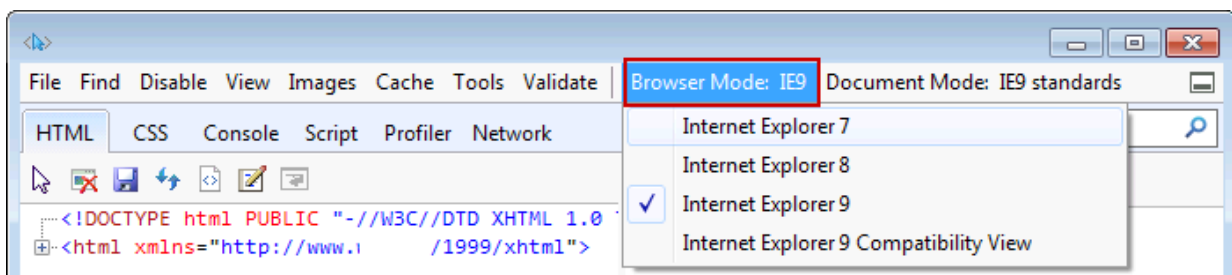 File Find Disable View Images Cache Tools Validate Browser Mode: IE9 Document Mode: IE9 standards
HTML CSS Console Script Profiler Network
Internet Explorer 7
Internet Explorer 8
Internet Explorer 9
Internet Explorer 9 Compatibility View
<!DOCTYPE html PUBLIC "-//W3C//DTD XHTML 1.0
<html xmlns="http://www. /1999/xhtml">